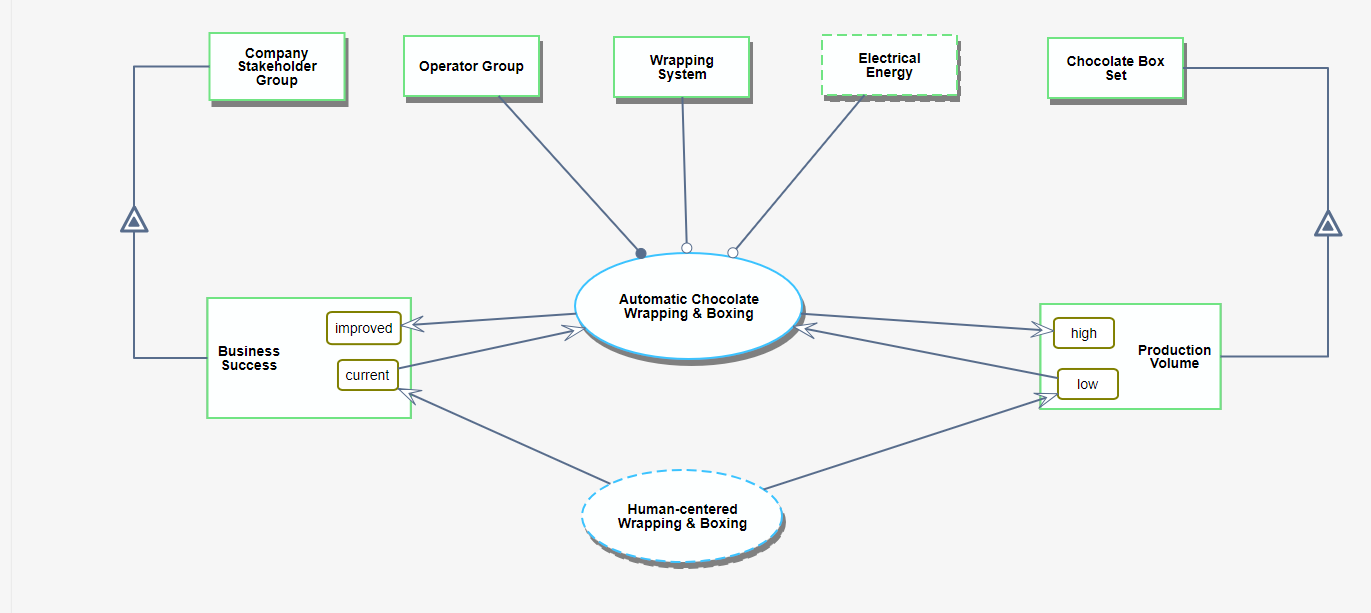 Company
Stakeholder
Group
Operator Group
Wrapping
System
Electrical
Energy
Chocolate Box
Set
Automatic Chocolate
Wrapping & Boxing
improved
Business
Success
current
high
Production
Volume
low
Human-centered
Wrapping & Boxing